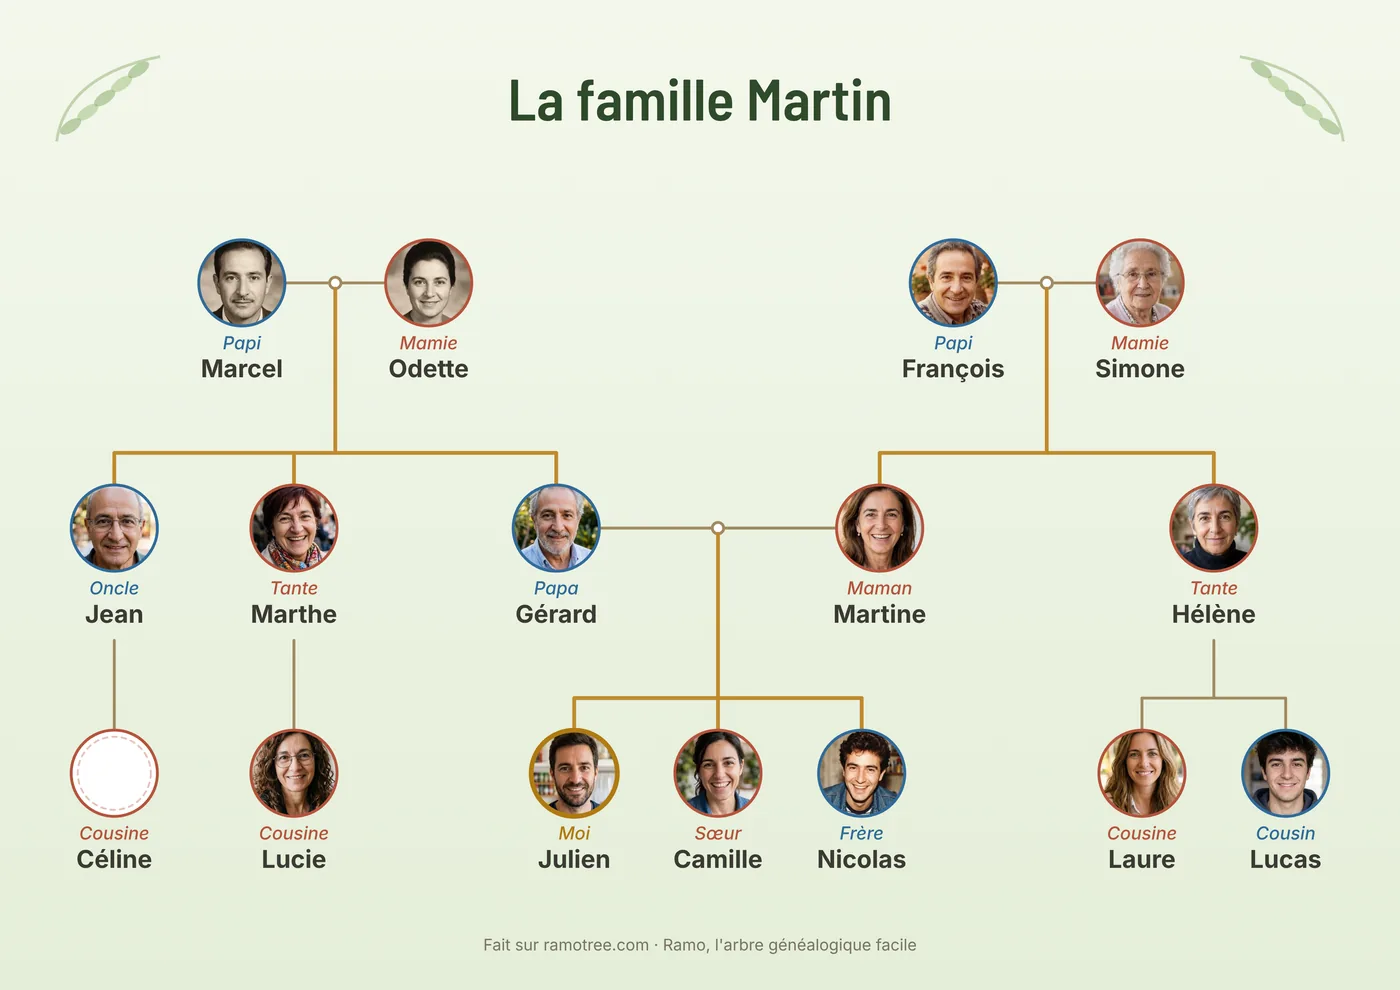 La famille Martin
Papi
Marcel
Mamie
Odette
Papi
François
Mamie
Simone
Oncle
Jean
Tante
Marthe
Papa
Gérard
Maman
Martine
Tante
Hélène
Cousine
Céline
Cousine
Lucie
Moi
Julien
Sœur
Camille
Frère
Nicolas
Cousine
Laure
Cousin
Lucas
Fait sur ramotree.com · Ramo, l'arbre généalogique facile